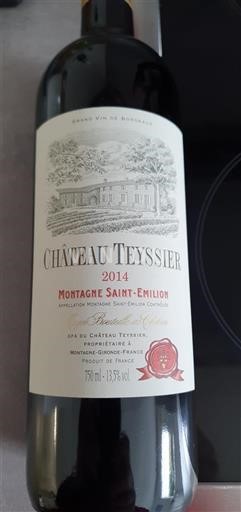 GRAND VIN DE BORDEAUX
CHÂTEAU TEYSSIER
2014
MONTAGNE SAINT-EMILION
APPELLATION MONTAGNE SAINT-EMILION CONTRÔLÉE
Mis en Bouteille au Château
GFA DU CHÂTEAU TEYSSIER,
PROPRIÉTAIRE À
MONTAGNE-GIRONDE-FRANCE
PRODUIT DE FRANCE
750 ml - 13,5% vol.